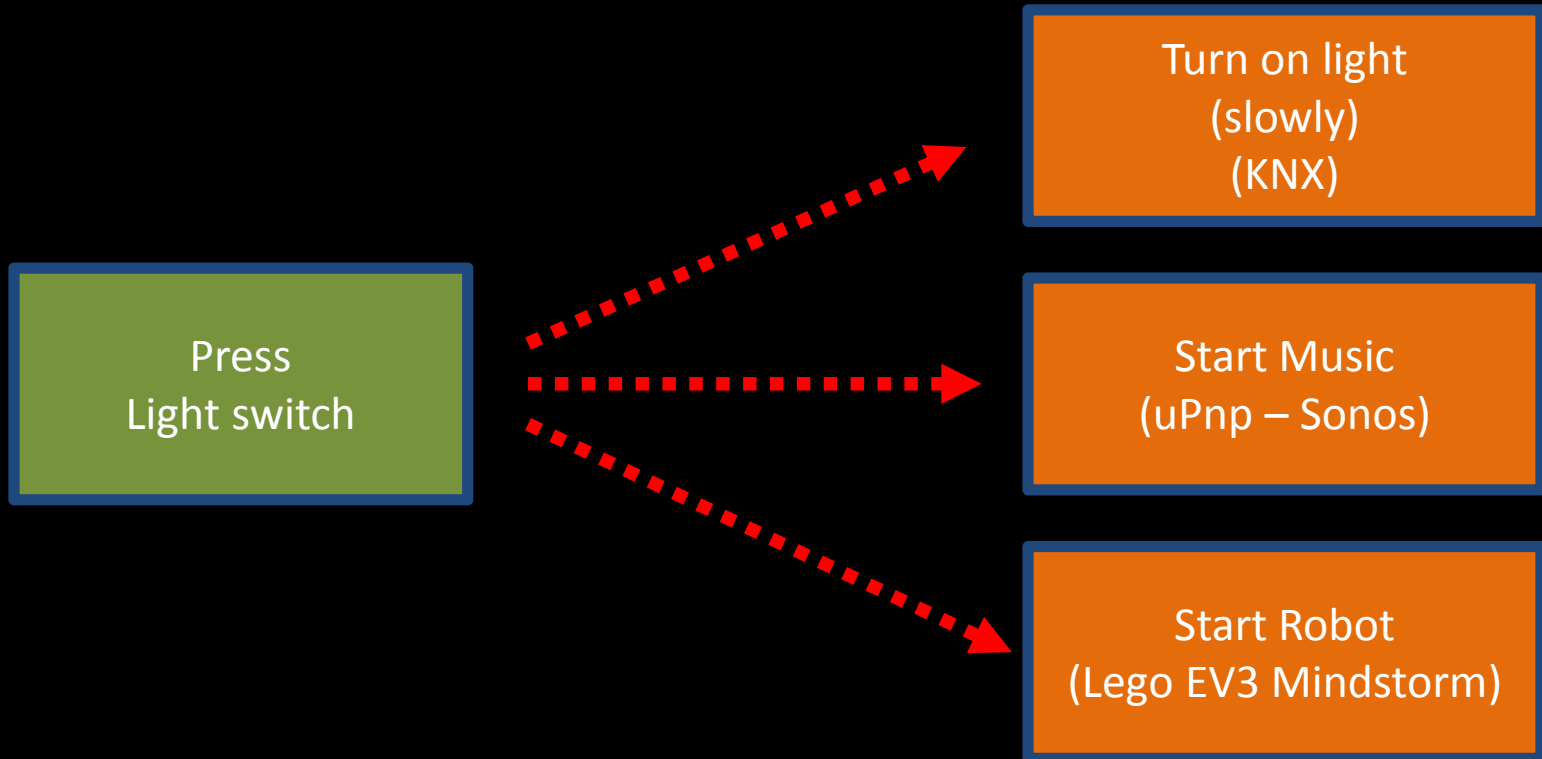 Press
Light switch
Turn on light
(slowly)
(KNX)
Start Music
(uPnp – Sonos)
Start Robot
(Lego EV3 Mindstorm)